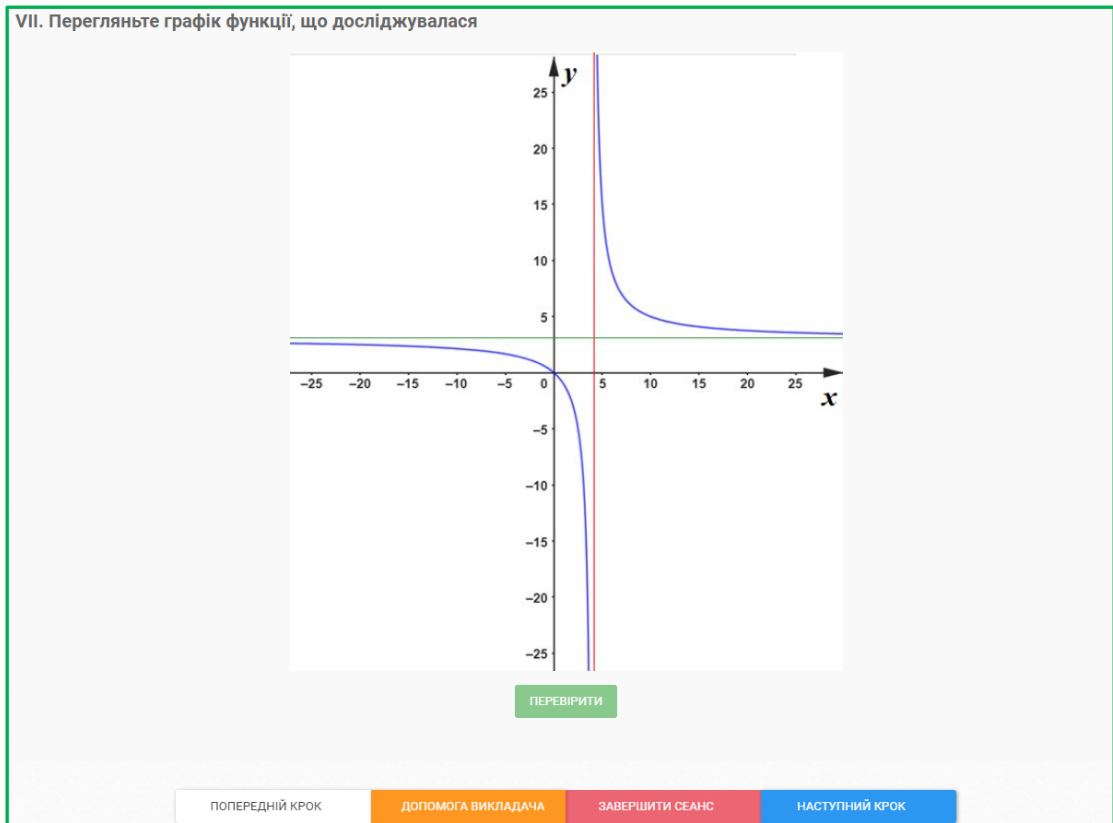 VII. Перегляньте графік функції, що досліджувалася
y
25
20
15
10
5
–25 –20 –15 –10 –5 0 5 10 15 20 25
x
–5
–10
–15
–20
–25
ПЕРЕВІРИТИ
ПОПЕРЕДНІЙ КРОК ДОПОМОГА ВИКЛАДАЧА ЗАВЕРШИТИ СЕАНС НАСТУПНИЙ КРОК